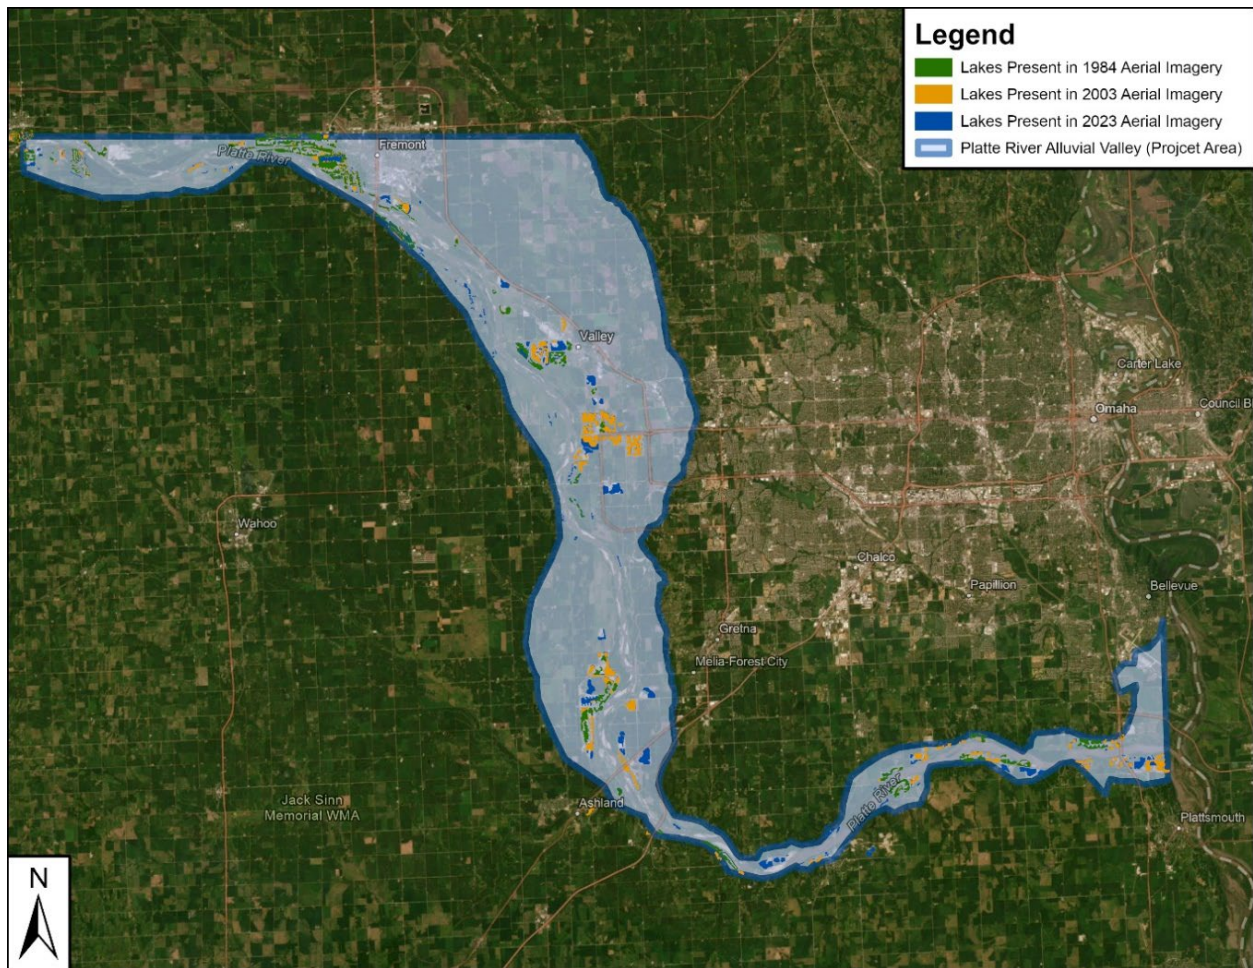 Legend
Lakes Present in 1984 Aerial Imagery
Lakes Present in 2003 Aerial Imagery
Lakes Present in 2023 Aerial Imagery
Platte River Alluvial Valley (Projcet Area)
Platte River
Fremont
Valley
Carter Lake
Omaha
Council B
Wahoo
Chalco
Papillion
Bellevue
Gretna
Melia-Forest City
Jack Sinn
Memorial WMA
Ashland
Platte River
Plattsmouth
N